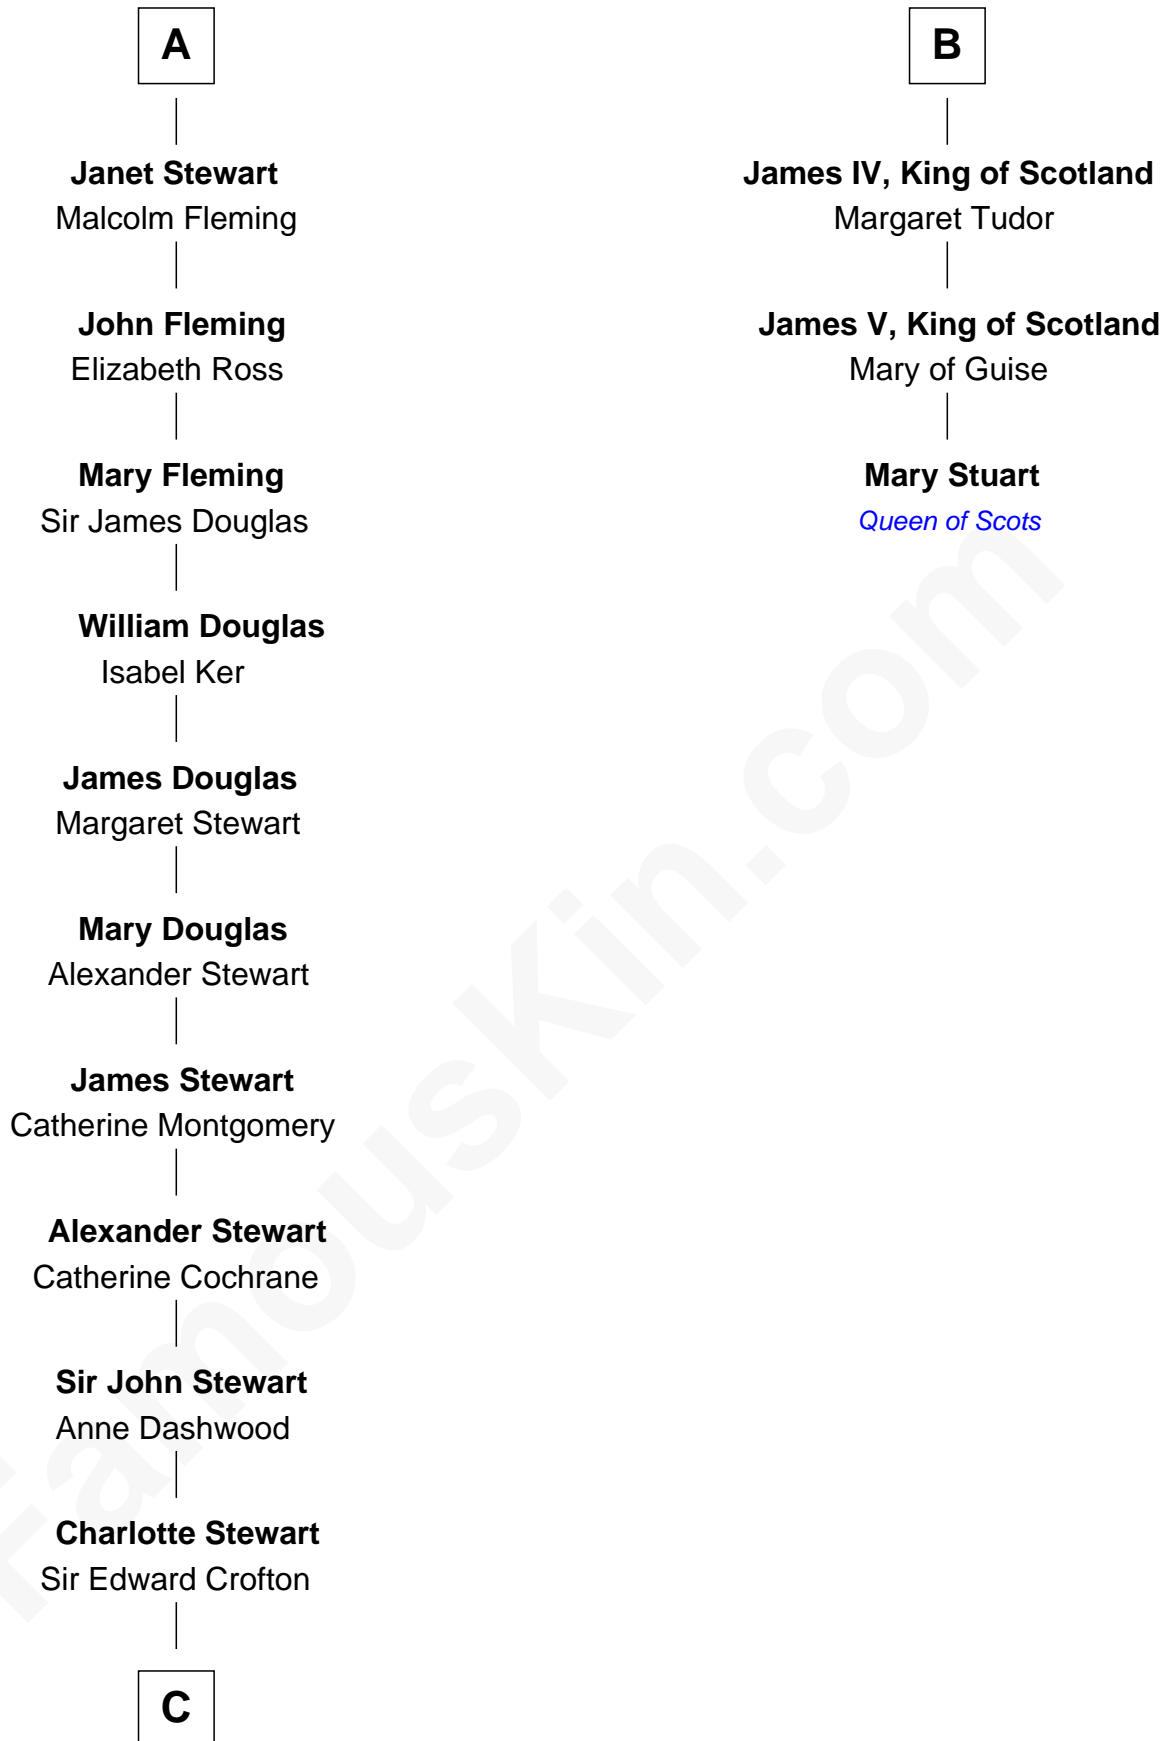 A
Janet Stewart
Malcolm Fleming
John Fleming
Elizabeth Ross
Mary Fleming
Sir James Douglas
William Douglas
Isabel Ker
James Douglas
Margaret Stewart
Mary Douglas
Alexander Stewart
James Stewart
Catherine Montgomery
Alexander Stewart
Catherine Cochrane
Sir John Stewart
Anne Dashwood
Charlotte Stewart
Sir Edward Crofton
C
B
James IV, King of Scotland
Margaret Tudor
James V, King of Scotland
Mary of Guise
Mary Stuart
Queen of Scots
FamousKin.com